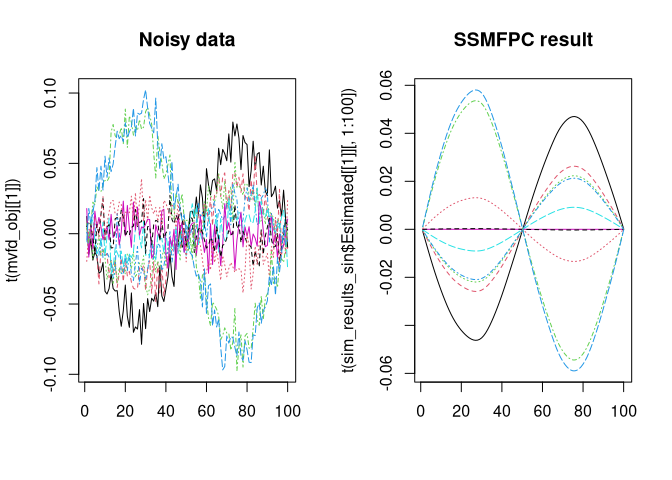 Noisy data
t(mvfd_obj[[1]])
0.10
0.05
0.00
-0.05
-0.10
0 20 40 60 80 100
SSMFPC result
t(sim_results_sin$Estimated[[1]][, 1:100])
0.06
0.04
0.02
0.00
-0.02
-0.06
0 20 40 60 80 100